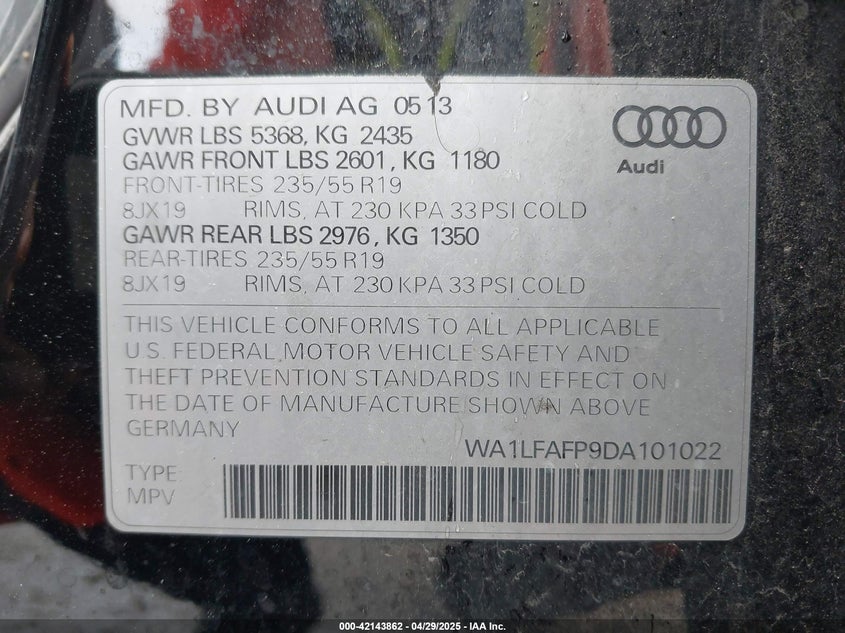 MFD. BY AUDI AG 05 13
GVWR LBS 5368, KG 2435
GAWR FRONT LBS 2601, KG 1180
FRONT-TIRES 235/55 R19
8JX19 RIMS, AT 230 KPA 33 PSI COLD
GAWR REAR LBS 2976, KG 1350
REAR-TIRES 235/55 R19
8JX19 RIMS, AT 230 KPA 33 PSI COLD
Audi
THIS VEHICLE CONFORMS TO ALL APPLICABLE
U.S. FEDERAL MOTOR VEHICLE SAFETY AND
THEFT PREVENTION STANDARDS IN EFFECT ON
THE DATE OF MANUFACTURE SHOWN ABOVE
GERMANY
WA1LFAFP9DA101022
TYPE
MPV
000-42143862 - 04/29/2025 - IAA Inc.